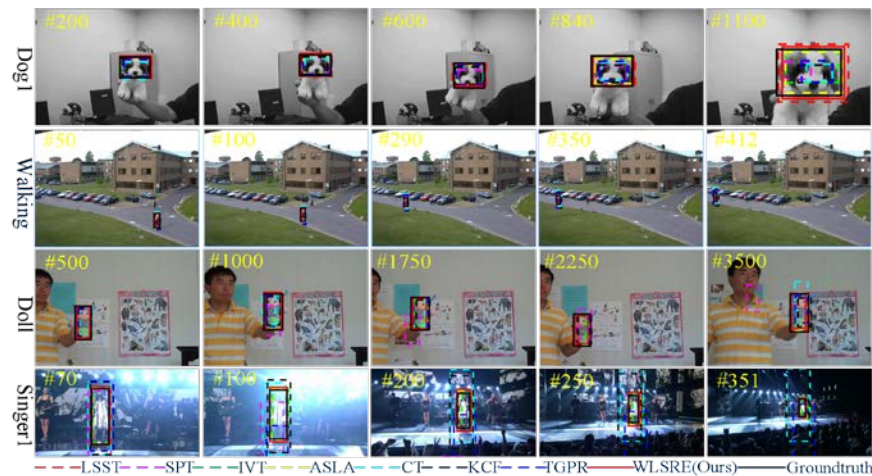 Dog1
#200 #400 #600 #840 #1100
Walking
#50 #100 #290 #350 #412
Doll
#500 #1000 #1750 #2250 #3500
Singer1
#70 #100 #200 #250 #351
LSST SPT IVT ASLA CT KCF TGPR WLSRE(Ours) Groundtruth